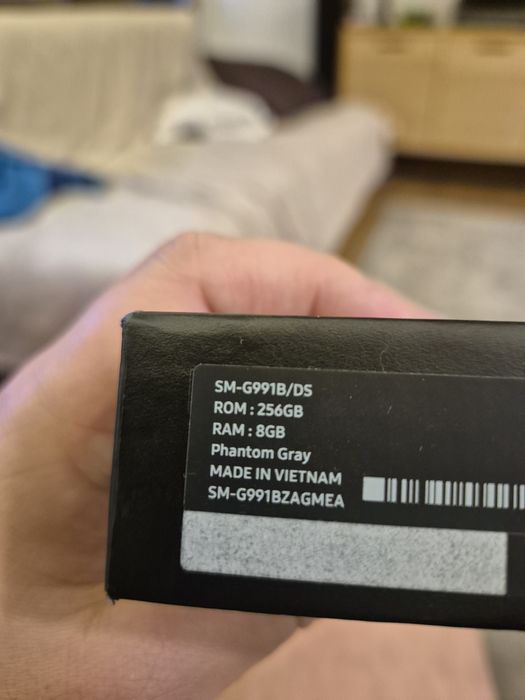 SM-G991B/DS
ROM : 256GB
RAM : 8GB
Phantom Gray
MADE IN VIETNAM
SM-G991BZAGMEA